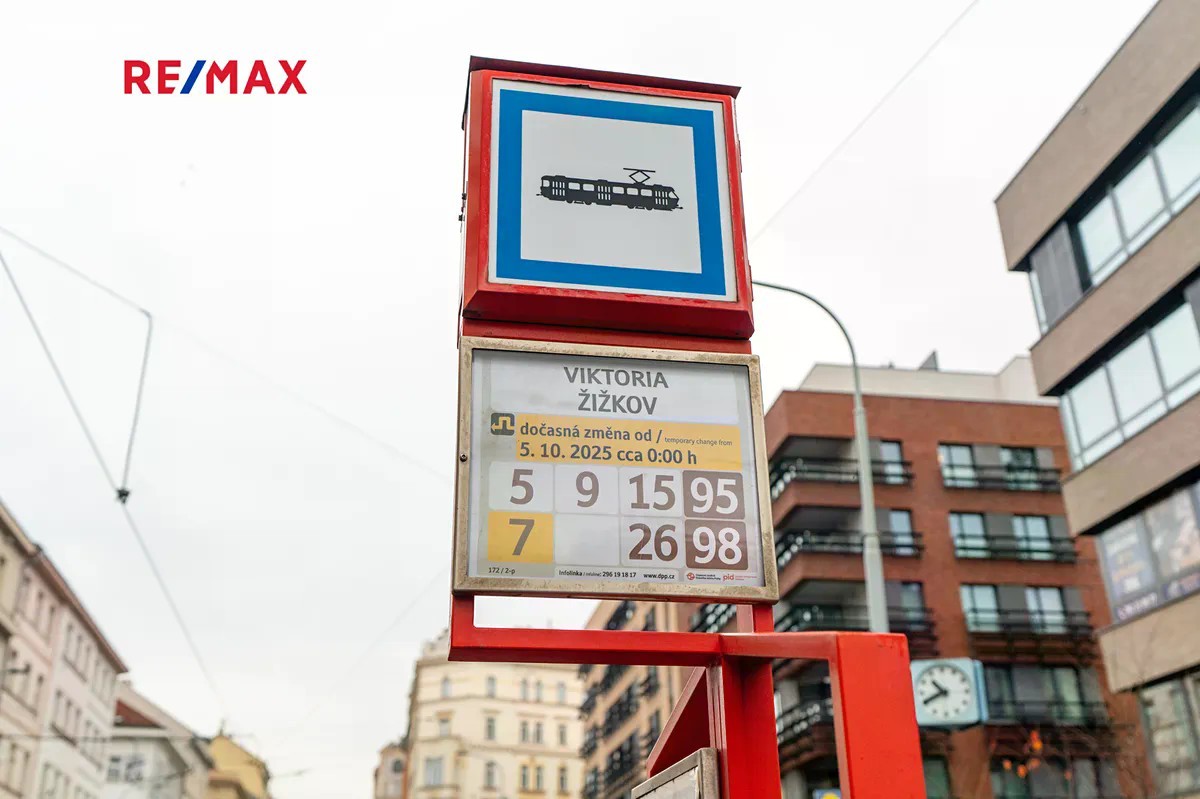 RE/MAX
VIKTORIA
ŽIŽKOV
dočasná změna od / temporary change from
5. 10. 2025 cca 0:00 h
5 9 15 95
7 26 98
172 / 2-p Infolinka / 296 19 18 17 www.dpp.cz pid